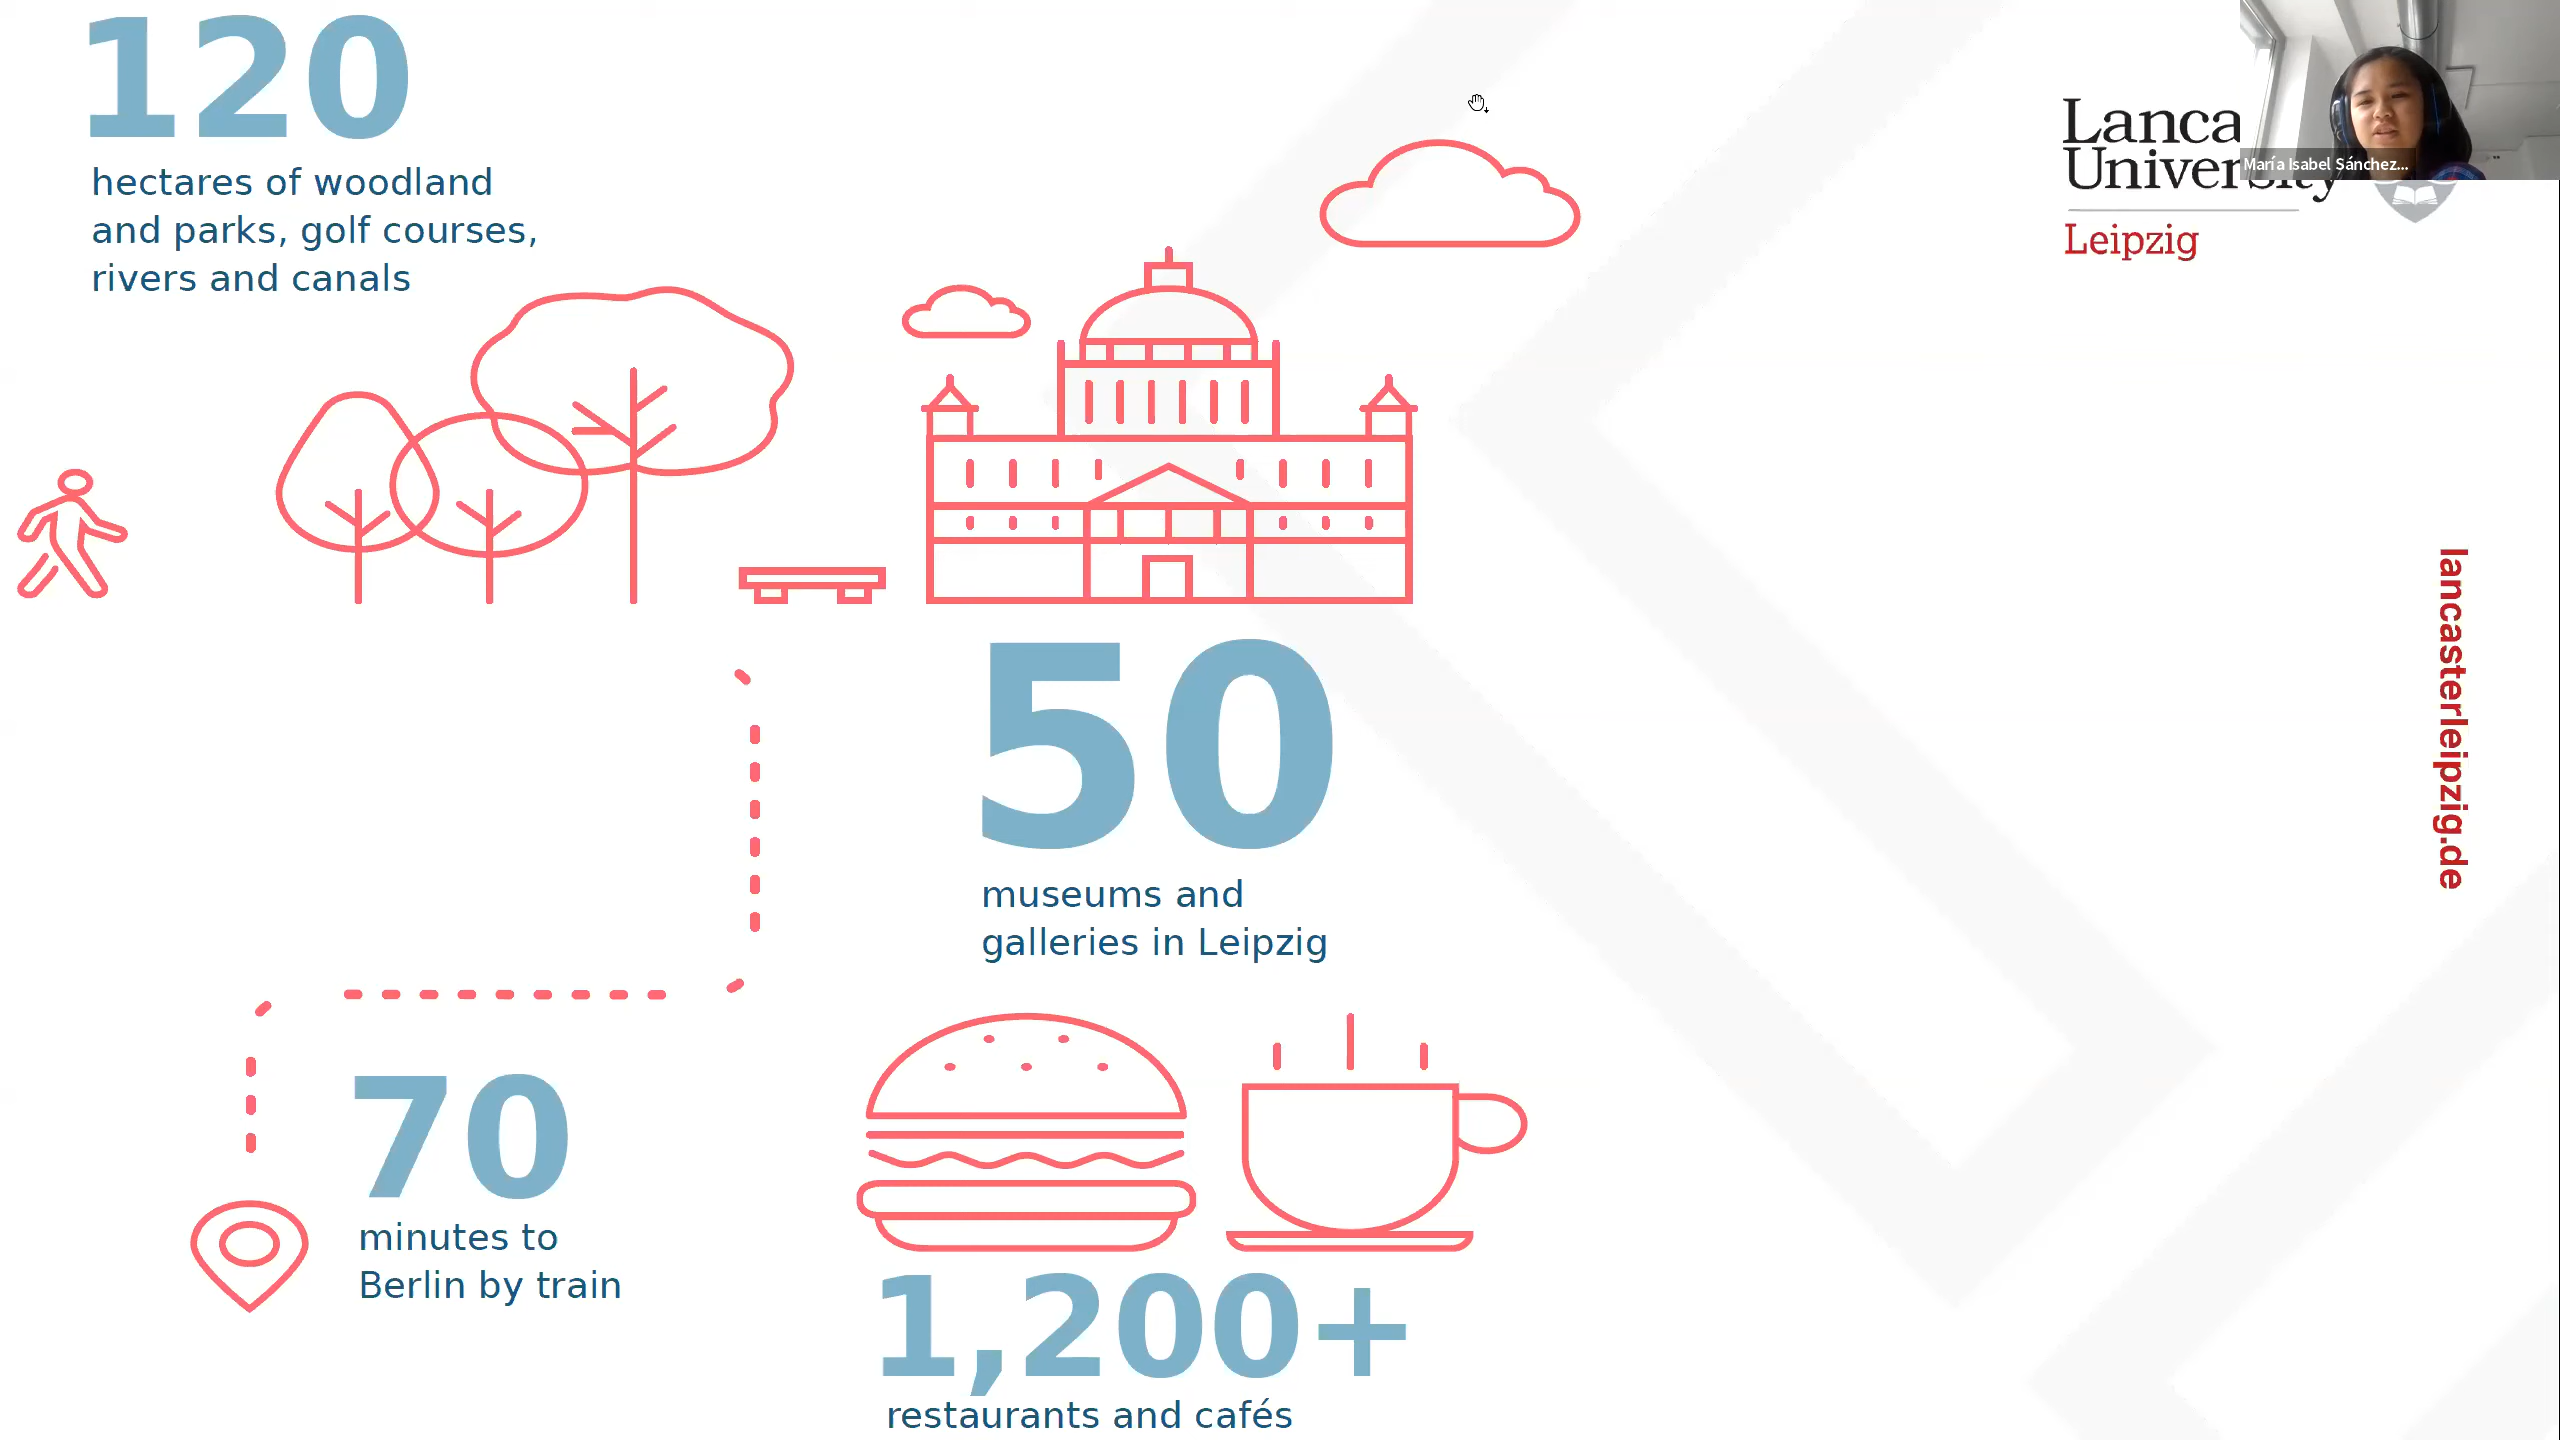 120
hectares of woodland
and parks, golf courses,
rivers and canals
Lanca
University
Leipzig
María Isabel Sánchez...
50
museums and
galleries in Leipzig
70
minutes to
Berlin by train
1,200+
restaurants and cafés
lancasterleipzig.de